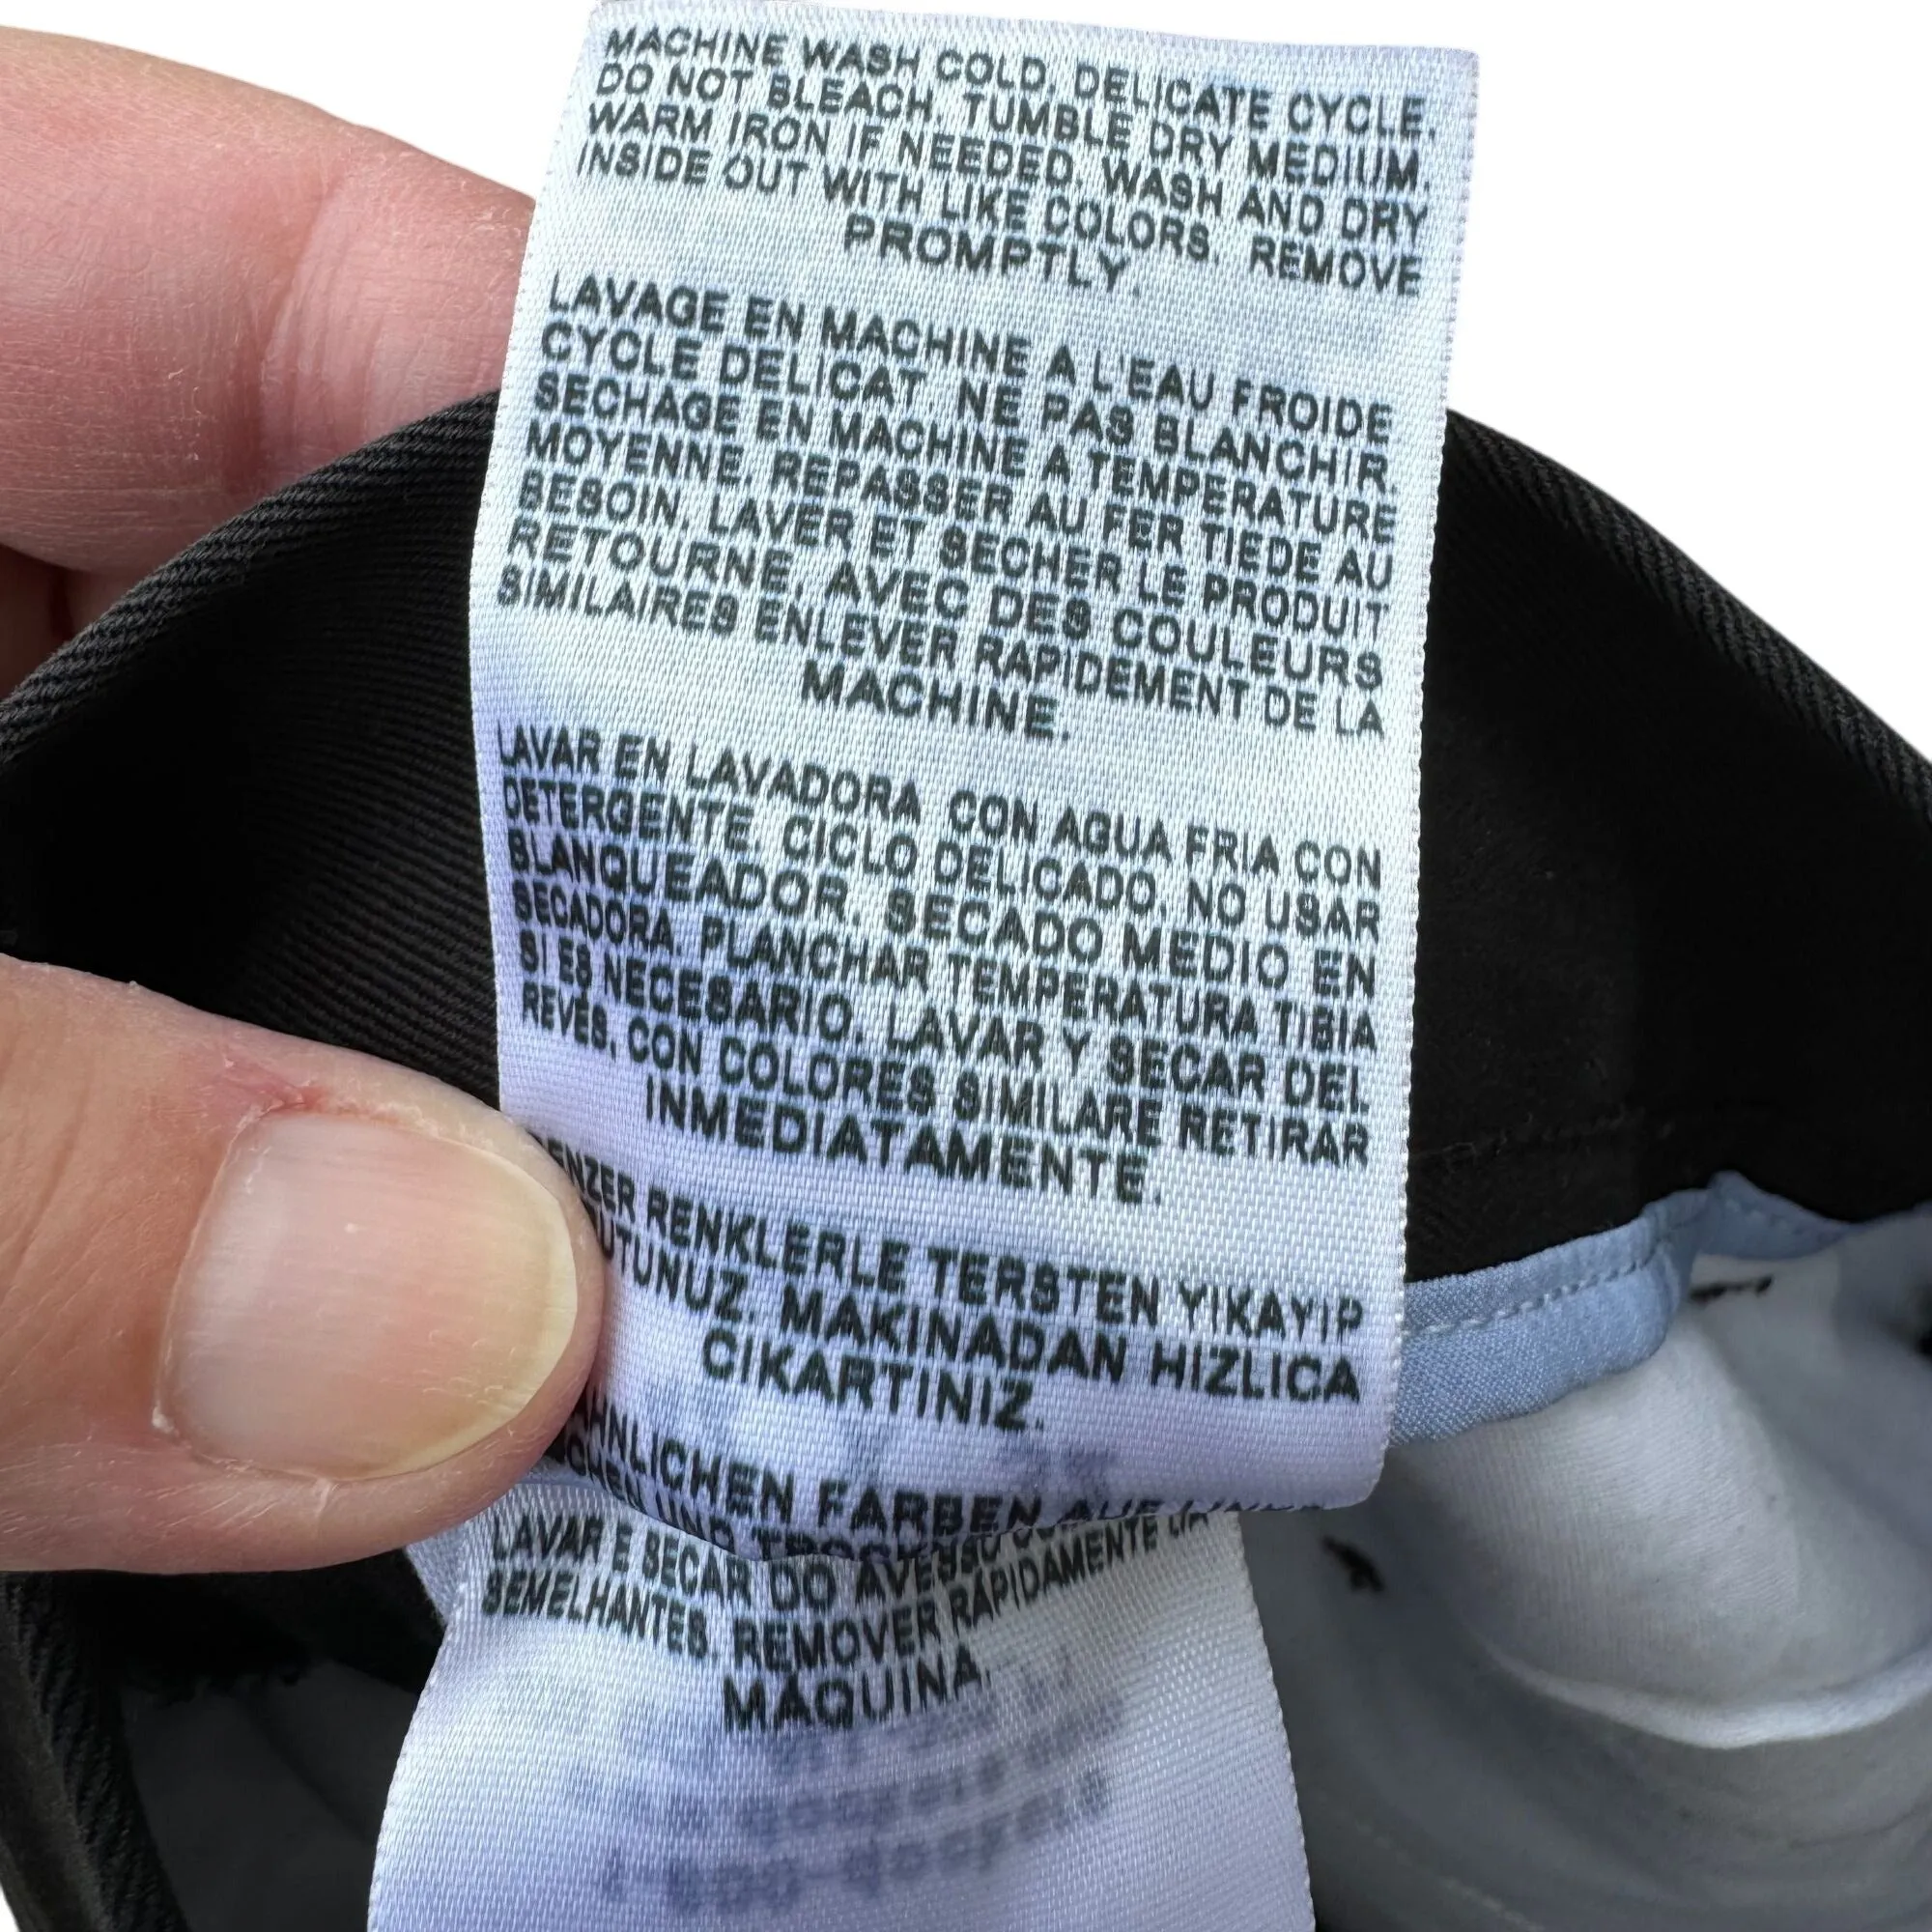 MACHINE WASH COLD, DELICATE CYCLE.
DO NOT BLEACH. TUMBLE DRY MEDIUM.
WARM IRON IF NEEDED. WASH AND DRY
INSIDE OUT WITH LIKE COLORS. REMOVE
PROMPTLY.
LAVAGE EN MACHINE A L'EAU FROIDE
CYCLE DELICAT. NE PAS BLANCHIR.
SECHAGE EN MACHINE A TEMPERATURE
MOYENNE. REPASSER AU FER TIEDE AU
BESOIN. LAVER ET SECHER LE PRODUIT
RETOURNE, AVEC DES COULEURS
SIMILAIRES ENLEVER RAPIDEMENT DE LA
MACHINE.
LAVAR EN LAVADORA CON AGUA FRIA CON
DETERGENTE. CICLO DELICADO. NO USAR
BLANQUEADOR. SECADO MEDIO EN
SECADORA. PLANCHAR TEMPERATURA TIBIA
SI ES NECESARIO. LAVAR Y SECAR DEL
REVÉS, CON COLORES SIMILARE RETIRAR
INMEDIATAMENTE.
RENKLERLE TERSTEN YIKAYIP
MAKINADAN HIZLICA
CIKARTINIZ.
FARBEN
LAVAR E SECAR DO AVESSO
SEMELHANTES. REMOVER RAPIDAMENTE
MÁQUINA.